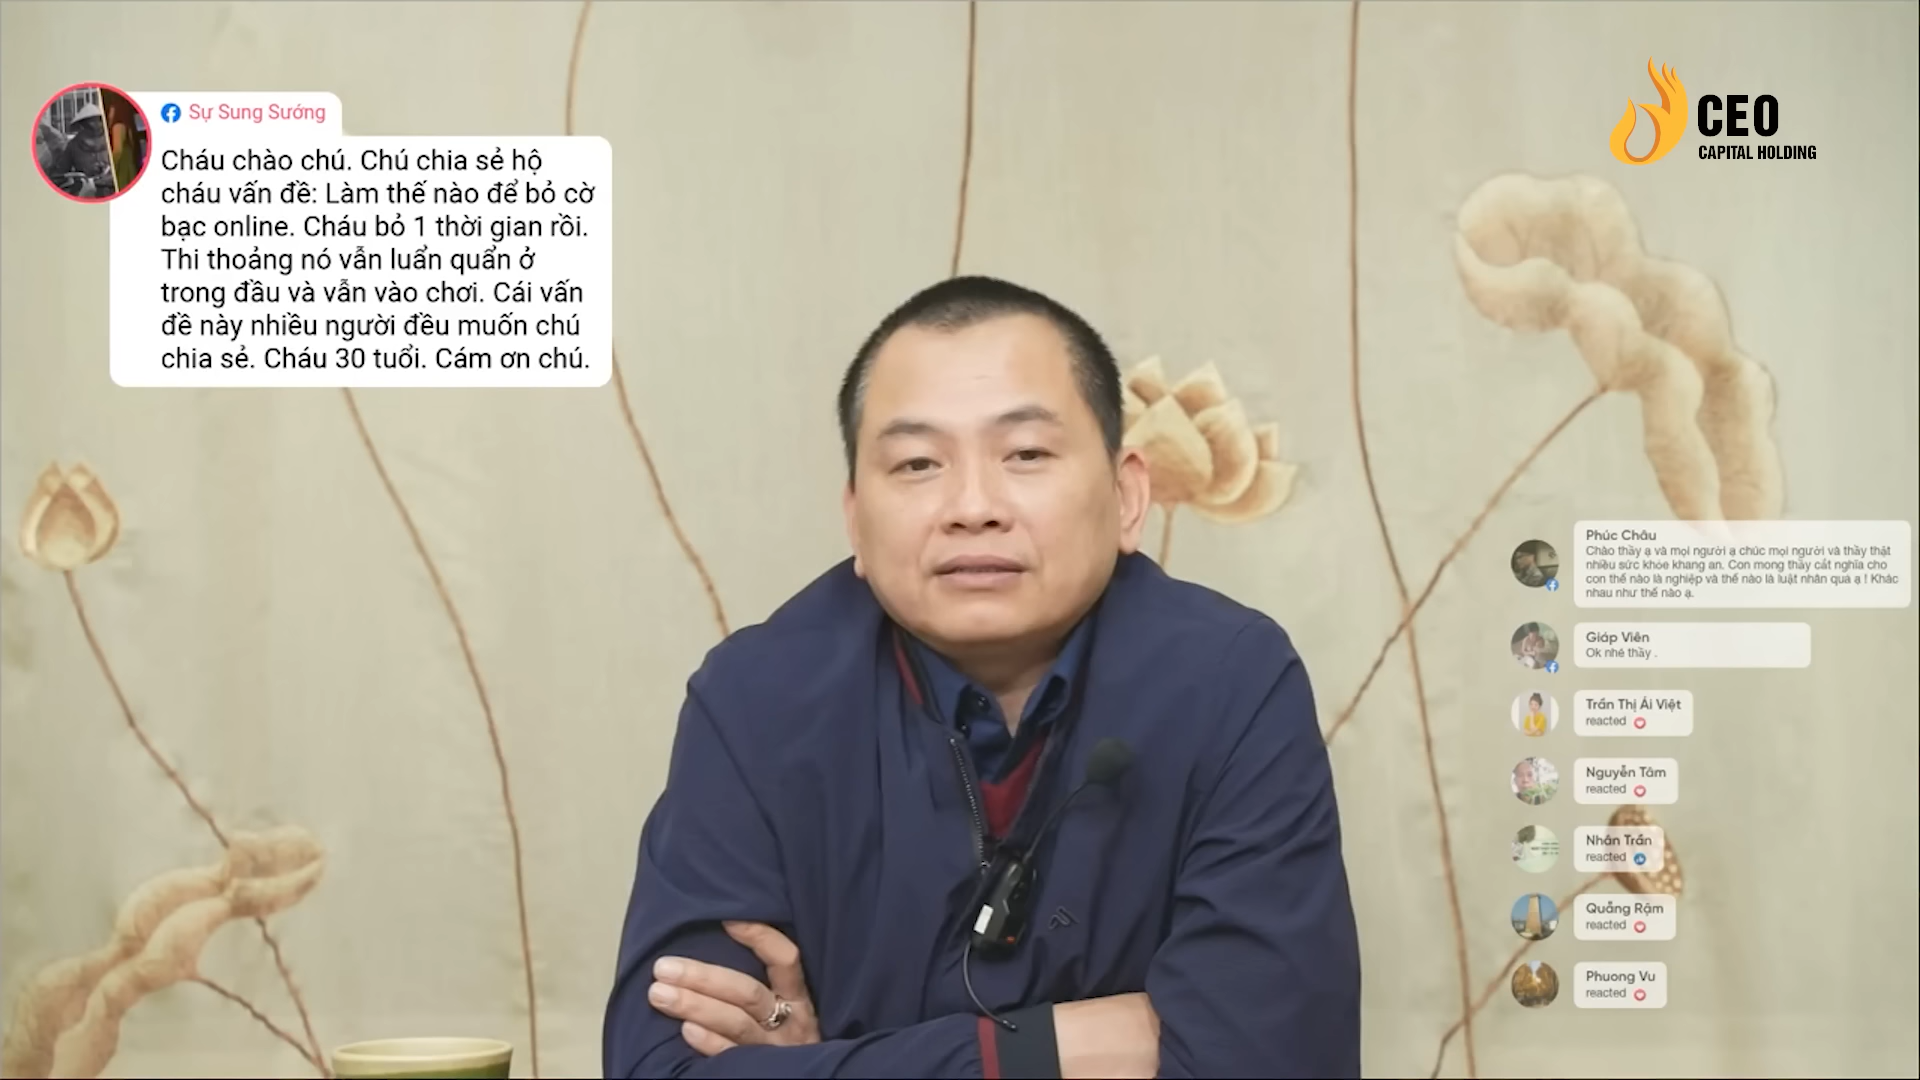 Sự Sung Sướng
Cháu chào chú. Chú chia sẻ hộ
cháu vấn đề: Làm thế nào để bỏ cờ
bạc online. Cháu bỏ 1 thời gian rồi.
Thi thoảng nó vẫn luẩn quẩn ở
trong đầu và vẫn vào chơi. Cái vấn
đề này nhiều người đều muốn chú
chia sẻ. Cháu 30 tuổi. Cám ơn chú.
CEO
CAPITAL HOLDING
Phúc Châu
Chào thầy ạ và mọi người ạ chúc mọi người và thầy thật
nhiều sức khỏe khang an. Con mong thầy cắt nghĩa cho
con thế nào là nghiệp và thế nào là luật nhân quả ạ ! Khác
nhau như thế nào ạ.
Giáp Viên
Ok nhé thầy .
Trần Thị Ái Việt
reacted
Nguyễn Tâm
reacted
Nhân Trần
reacted
Quảng Rậm
reacted
Phuong Vu
reacted